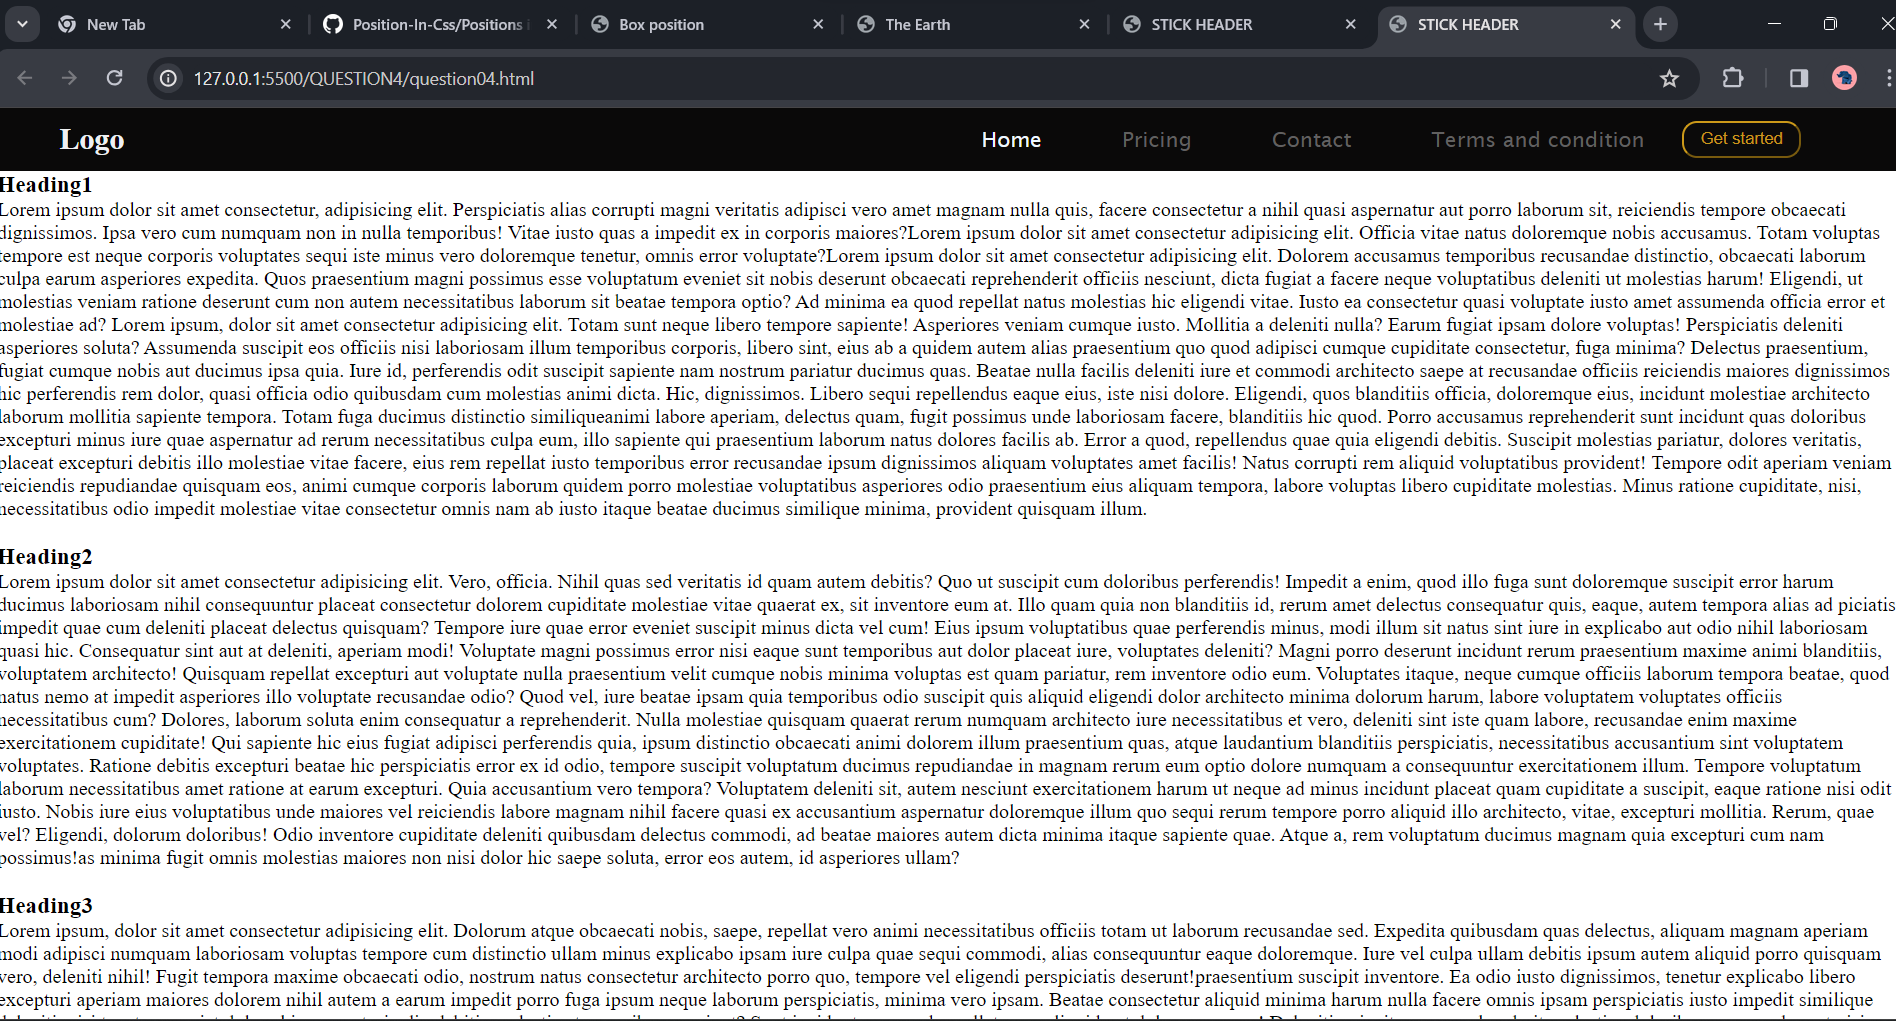 New Tab
Position-In-Css/Positions i
Box position
The Earth
STICK HEADER
STICK HEADER
127.0.0.1:5500/QUESTION4/question04.html
Logo
Home
Pricing
Contact
Terms and condition
Get started
Heading1
Lorem ipsum dolor sit amet consectetur, adipisicing elit. Perspiciatis alias corrupti magni veritatis adipisci vero amet magnam nulla quis, facere consectetur a nihil quasi aspernatur aut porro laborum sit, reiciendis tempore obcaecati
dignissimos. Ipsa vero cum numquam non in nulla temporibus! Vitae iusto quas a impedit ex in corporis maiores?Lorem ipsum dolor sit amet consectetur adipisicing elit. Officia vitae natus doloremque nobis accusamus. Totam voluptas
tempore est neque corporis voluptates sequi iste minus vero doloremque tenetur, omnis error voluptate?Lorem ipsum dolor sit amet consectetur adipisicing elit. Dolorem accusamus temporibus recusandae distinctio, obcaecati laborum
culpa earum asperiores expedita. Quos praesentium magni possimus esse voluptatum eveniet sit nobis deserunt obcaecati reprehenderit officiis nesciunt, dicta fugiat a facere neque voluptatibus deleniti ut molestias harum! Eligendi, ut
molestias veniam ratione deserunt cum non autem necessitatibus laborum sit beatae tempora optio? Ad minima ea quod repellat natus molestias hic eligendi vitae. Iusto ea consectetur quasi voluptate iusto amet assumenda officia error et
molestiae ad? Lorem ipsum, dolor sit amet consectetur adipisicing elit. Totam sunt neque libero tempore sapiente! Asperiores veniam cumque iusto. Mollitia a deleniti nulla? Earum fugiat ipsam dolore voluptas! Perspiciatis deleniti
asperiores soluta? Assumenda suscipit eos officiis nisi laboriosam illum temporibus corporis, libero sint, eius ab a quidem autem alias praesentium quo quod adipisci cumque cupiditate consectetur, fuga minima? Delectus praesentium,
fugiat cumque nobis aut ducimus ipsa quia. Iure id, perferendis odit suscipit sapiente nam nostrum pariatur ducimus quas. Beatae nulla facilis deleniti iure et commodi architecto saepe at recusandae officiis reiciendis maiores dignissimos
hic perferendis rem dolor, quasi officia odio quibusdam cum molestias animi dicta. Hic, dignissimos. Libero sequi repellendus eaque eius, iste nisi dolore. Eligendi, quos blanditiis officia, doloremque eius, incidunt molestiae architecto
laborum mollitia sapiente tempora. Totam fuga ducimus distinctio similiqueanimi labore aperiam, delectus quam, fugit possimus unde laboriosam facere, blanditiis hic quod. Porro accusamus reprehenderit sunt incidunt quas doloribus
excepturi minus iure quae aspernatur ad rerum necessitatibus culpa eum, illo sapiente qui praesentium laborum natus dolores facilis ab. Error a quod, repellendus quae quia eligendi debitis. Suscipit molestias pariatur, dolores veritatis,
placeat excepturi debitis illo molestiae vitae facere, eius rem repellat iusto temporibus error recusandae ipsum dignissimos aliquam voluptates amet facilis! Natus corrupti rem aliquid voluptatibus provident! Tempore odit aperiam veniam
reiciendis repudiandae quisquam eos, animi cumque corporis laborum quidem porro molestiae voluptatibus asperiores odio praesentium eius aliquam tempora, labore voluptas libero cupiditate molestias. Minus ratione cupiditate, nisi,
necessitatibus odio impedit molestiae vitae consectetur omnis nam ab iusto itaque beatae ducimus similique minima, provident quisquam illum.
Heading2
Lorem ipsum dolor sit amet consectetur adipisicing elit. Vero, officia. Nihil quas sed veritatis id quam autem debitis? Quo ut suscipit cum doloribus perferendis! Impedit a enim, quod illo fuga sunt doloremque suscipit error harum
ducimus laboriosam nihil consequuntur placeat consectetur dolorem cupiditate molestiae vitae quaerat ex, sit inventore eum at. Illo quam quia non blanditiis id, rerum amet delectus consequatur quis, eaque, autem tempora alias ad piciatis
impedit quae cum deleniti placeat delectus quisquam? Tempore iure quae error eveniet suscipit minus dicta vel cum! Eius ipsum voluptatibus quae perferendis minus, modi illum sit natus sint iure in explicabo aut odio nihil laboriosam
quasi hic. Consequatur sint aut at deleniti, aperiam modi! Voluptate magni possimus error nisi eaque sunt temporibus aut dolor placeat iure, voluptates deleniti? Magni porro deserunt incidunt rerum praesentium maxime animi blanditiis,
voluptatem architecto! Quisquam repellat excepturi aut voluptate nulla praesentium velit cumque nobis minima voluptas est quam pariatur, rem inventore odio eum. Voluptates itaque, neque cumque officiis laborum tempora beatae, quod
natus nemo at impedit asperiores illo voluptate recusandae odio? Quod vel, iure beatae ipsam quia temporibus odio suscipit quis aliquid eligendi dolor architecto minima dolorum harum, labore voluptatem voluptates officiis
necessitatibus cum? Dolores, laborum soluta enim consequatur a reprehenderit. Nulla molestiae quisquam quaerat rerum numquam architecto iure necessitatibus et vero, deleniti sint iste quam labore, recusandae enim maxime
exercitationem cupiditate! Qui sapiente hic eius fugiat adipisci perferendis quia, ipsum distinctio obcaecati animi dolorem illum praesentium quas, atque laudantium blanditiis perspiciatis, necessitatibus accusantium sint voluptatem
voluptates. Ratione debitis excepturi beatae hic perspiciatis error ex id odio, tempore suscipit voluptatum ducimus repudiandae in magnam rerum eum optio dolore numquam a consequuntur exercitationem illum. Tempore voluptatum
laborum necessitatibus amet ratione at earum excepturi. Quia accusantium vero tempora? Voluptatem deleniti sit, autem nesciunt exercitationem harum ut neque ad minus incidunt placeat quam cupiditate a suscipit, eaque ratione nisi odit
iusto. Nobis iure eius voluptatibus unde maiores vel reiciendis labore magnam nihil facere quasi ex accusantium aspernatur doloremque illum quo sequi rerum tempore porro aliquid illo architecto, vitae, excepturi mollitia. Rerum, quae
vel? Eligendi, dolorum doloribus! Odio inventore cupiditate deleniti quibusdam delectus commodi, ad beatae maiores autem dicta minima itaque sapiente quae. Atque a, rem voluptatum ducimus magnam quia excepturi cum nam
possimus!as minima fugit omnis molestias maiores non nisi dolor hic saepe soluta, error eos autem, id asperiores ullam?
Heading3
Lorem ipsum, dolor sit amet consectetur adipisicing elit. Dolorum atque obcaecati nobis, saepe, repellat vero animi necessitatibus officiis totam ut laborum recusandae sed. Expedita quibusdam quas delectus, aliquam magnam aperiam
modi adipisci numquam laboriosam voluptas tempore cum distinctio ullam minus explicabo ipsam iure culpa quae sequi commodi, alias consequuntur eaque doloremque. Iure vel culpa ullam debitis ipsum autem aliquid porro quisquam
vero, deleniti nihil! Fugit tempora maxime obcaecati odio, nostrum natus consectetur architecto porro quo, tempore vel eligendi perspiciatis deserunt!praesentium suscipit inventore. Ea odio iusto dignissimos, tenetur explicabo libero
excepturi aperiam maiores dolorem nihil autem a earum impedit porro fuga ipsum neque laborum perspiciatis, minima vero ipsam. Beatae consectetur aliquid minima harum nulla facere omnis ipsam perspiciatis iusto impedit similique